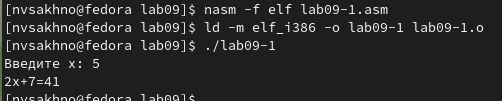 [nvsakhno@fedora lab09]$ nasm -f elf lab09-1.asm
[nvsakhno@fedora lab09]$ ld -m elf_i386 -o lab09-1 lab09-1.o
[nvsakhno@fedora lab09]$ ./lab09-1
Введите x: 5
2x+7=41
[nvsakhno@fedora lab09]$